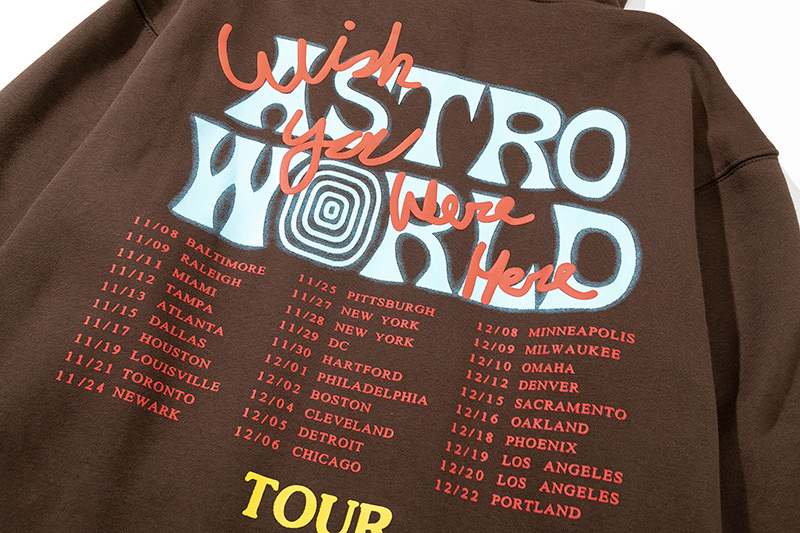 Wish
ASTRO
you
WORLD
Were
Here
11/08 BALTIMORE
11/09 RALEIGH
11/11 MIAMI
11/12 TAMPA
11/13 ATLANTA
11/15 DALLAS
11/17 HOUSTON
11/19 LOUISVILLE
11/21 TORONTO
11/24 NEWARK
11/25 PITTSBURGH
11/27 NEW YORK
11/28 NEW YORK
11/29 DC
11/30 HARTFORD
12/01 PHILADELPHIA
12/02 BOSTON
12/04 CLEVELAND
12/05 DETROIT
12/06 CHICAGO
12/08 MINNEAPOLIS
12/09 MILWAUKEE
12/10 OMAHA
12/12 DENVER
12/15 SACRAMENTO
12/16 OAKLAND
12/18 PHOENIX
12/19 LOS ANGELES
12/20 LOS ANGELES
12/22 PORTLAND
TOUR